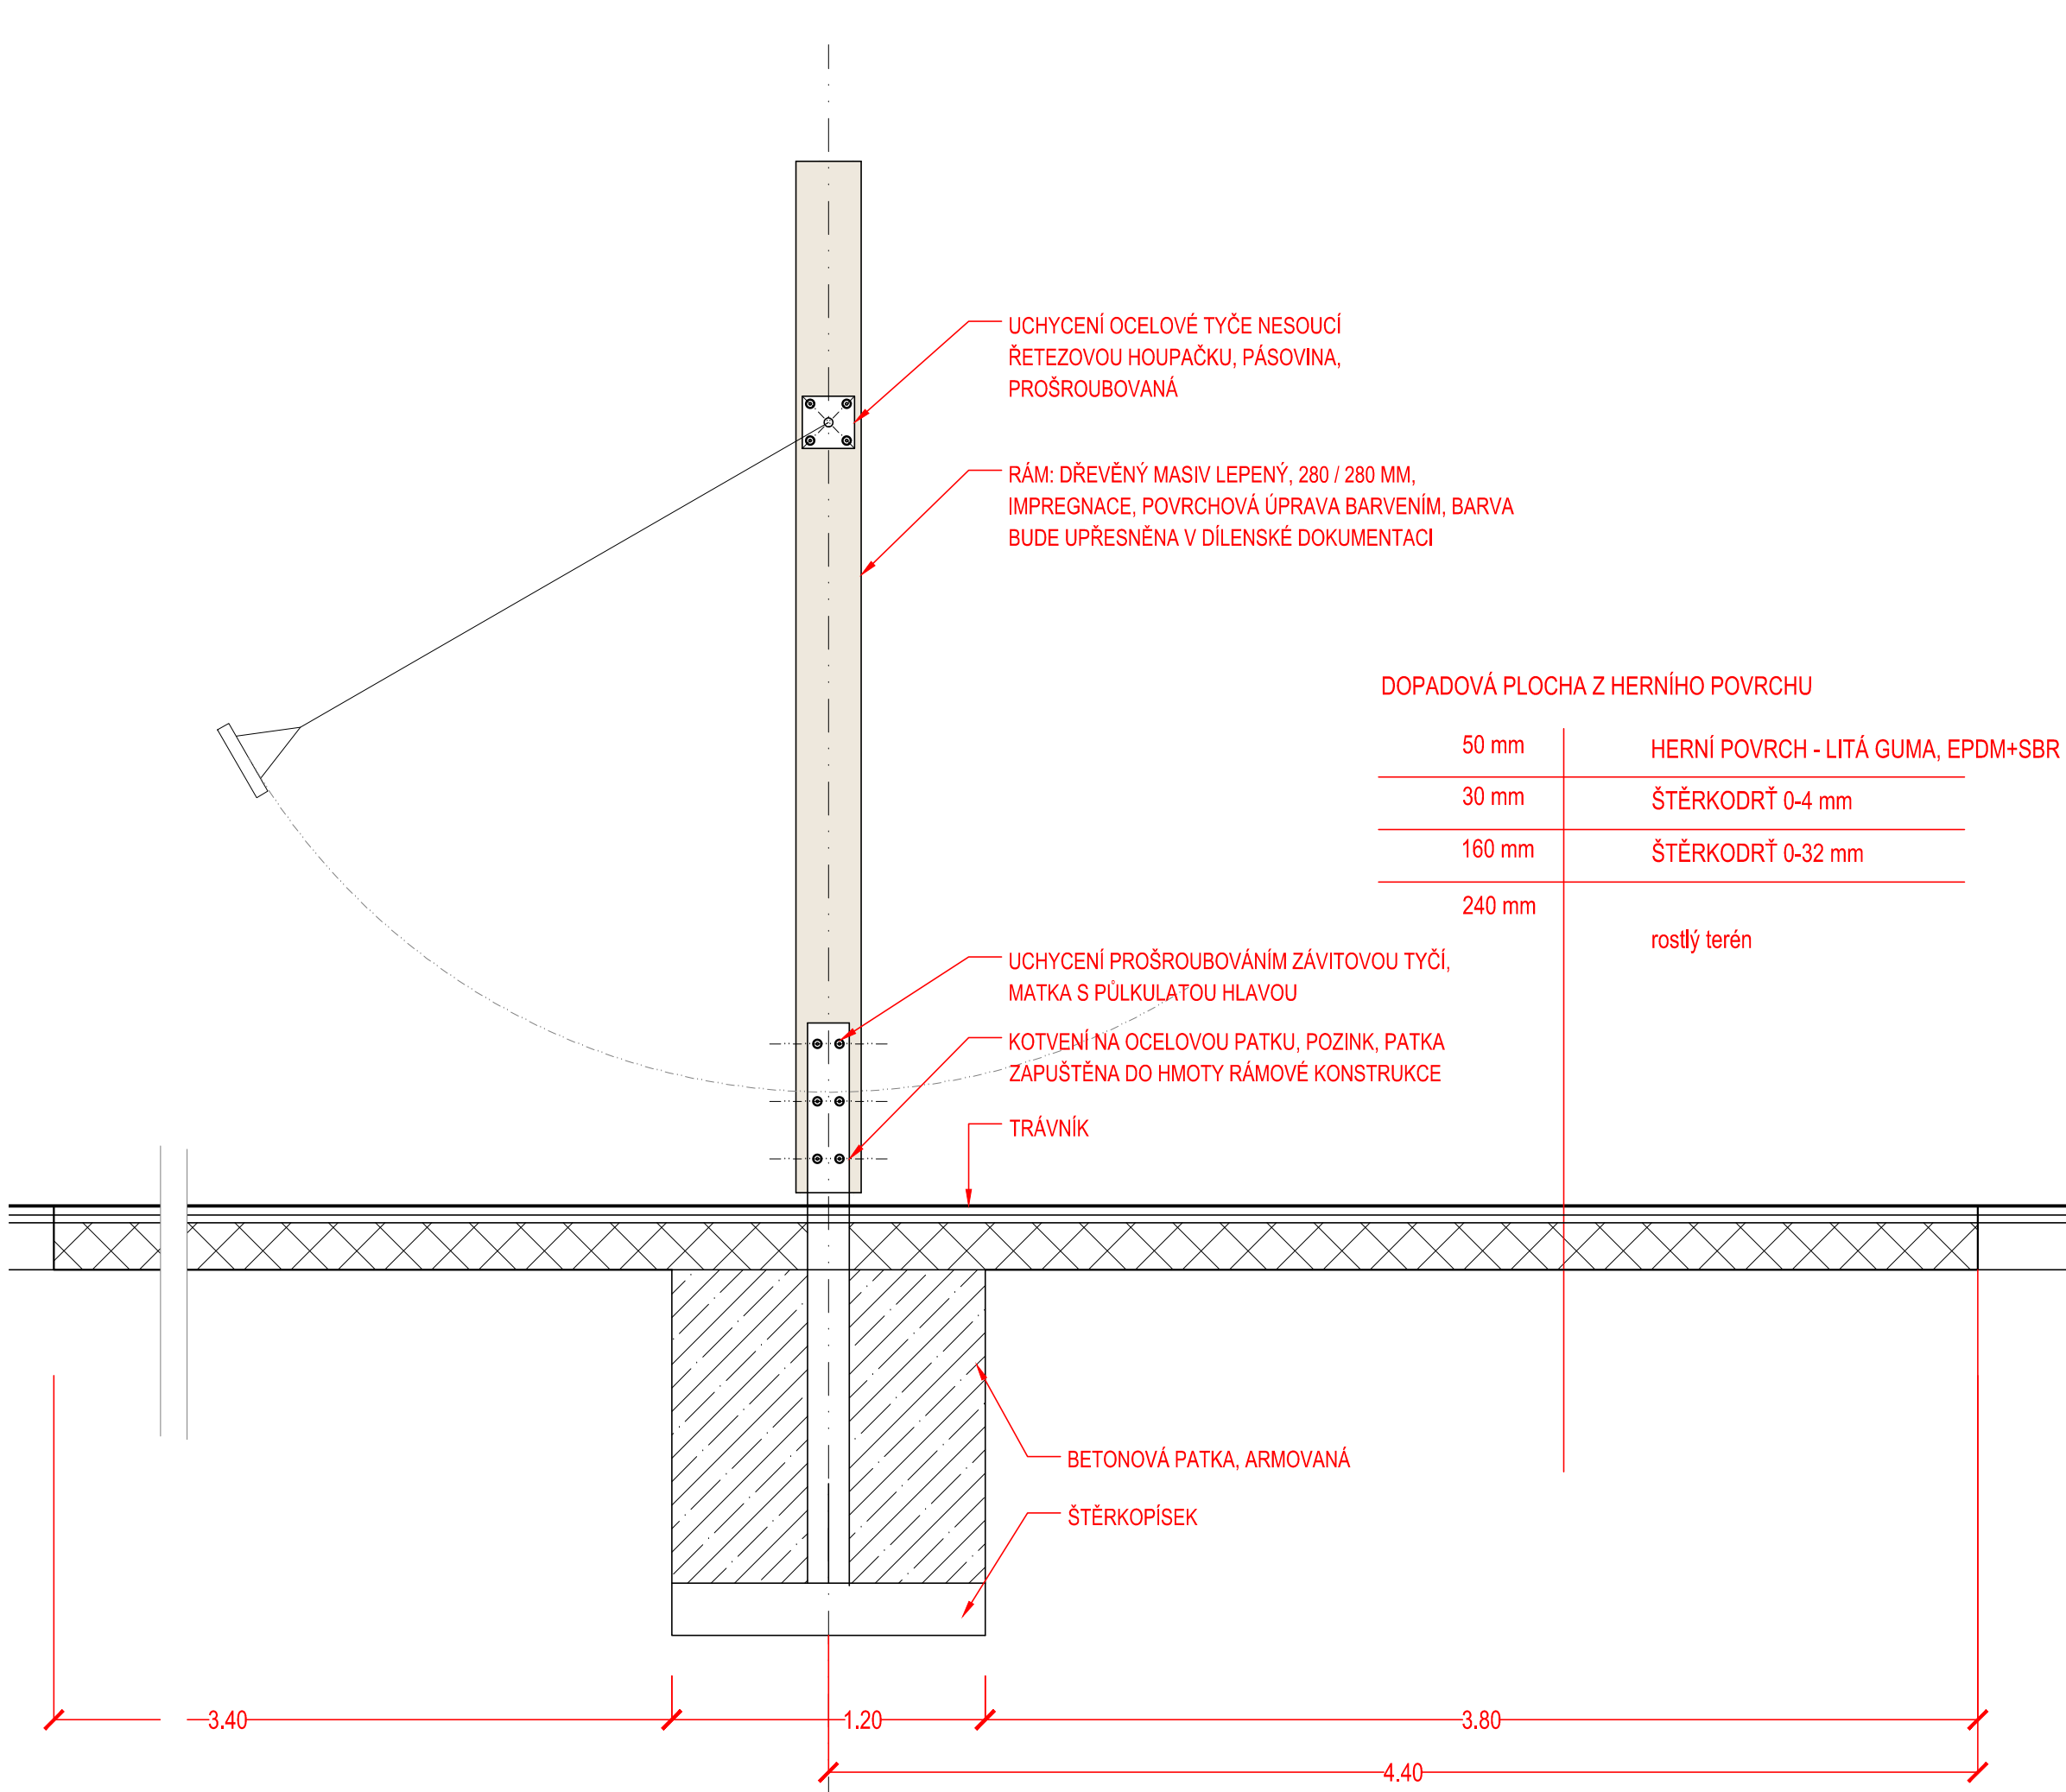 UCHYCENÍ OCELOVÉ TYČE NESOUCÍ
ŘETEZOVOU HOUPAČKU, PÁSOVINA,
PROŠROUBOVANÁ
RÁM: DŘEVĚNÝ MASIV LEPENÝ, 280 / 280 MM,
IMPREGNACE, POVRCHOVÁ ÚPRAVA BARVENÍM, BARVA
BUDE UPŘESNĚNA V DÍLENSKÉ DOKUMENTACI
DOPADOVÁ PLOCHA Z HERNÍHO POVRCHU
50 mm HERNÍ POVRCH - LITÁ GUMA, EPDM+SBR
30 mm ŠTĚRKODRŤ 0-4 mm
160 mm ŠTĚRKODRŤ 0-32 mm
240 mm
rostlý terén
UCHYCENÍ PROŠROUBOVÁNÍM ZÁVITOVOU TYČÍ,
MATKA S PŮLKULATOU HLAVOU
KOTVENÍ NA OCELOVOU PATKU, POZINK, PATKA
ZAPUŠTĚNA DO HMOTY RÁMOVÉ KONSTRUKCE
TRÁVNÍK
BETONOVÁ PATKA, ARMOVANÁ
ŠTĚRKOPÍSEK
3.40 1.20 3.80
4.40